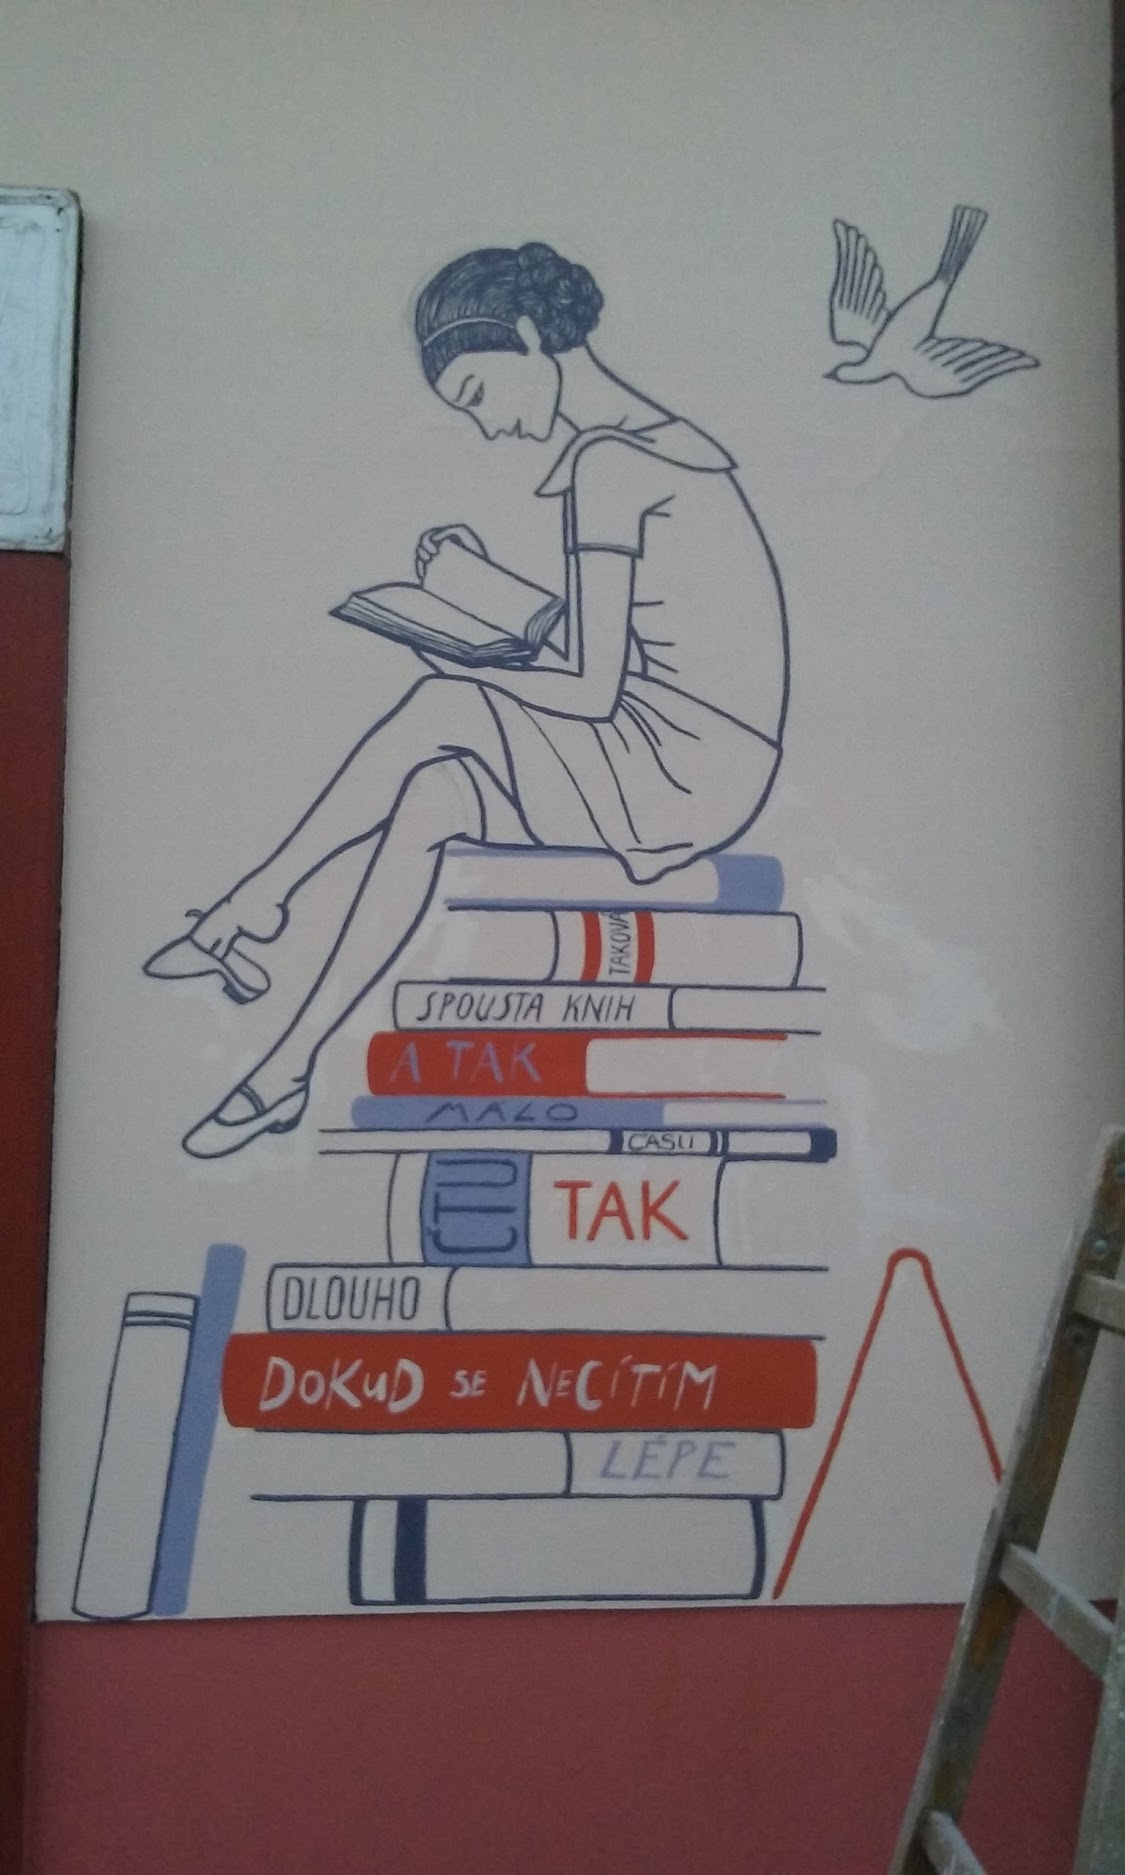 TAKOVÁ
SPOUSTA KNIH
A TAK
MÁLO
ČASU
ČTU TAK
DLOUHO
DOKUD SE NECÍTÍM
LÉPE